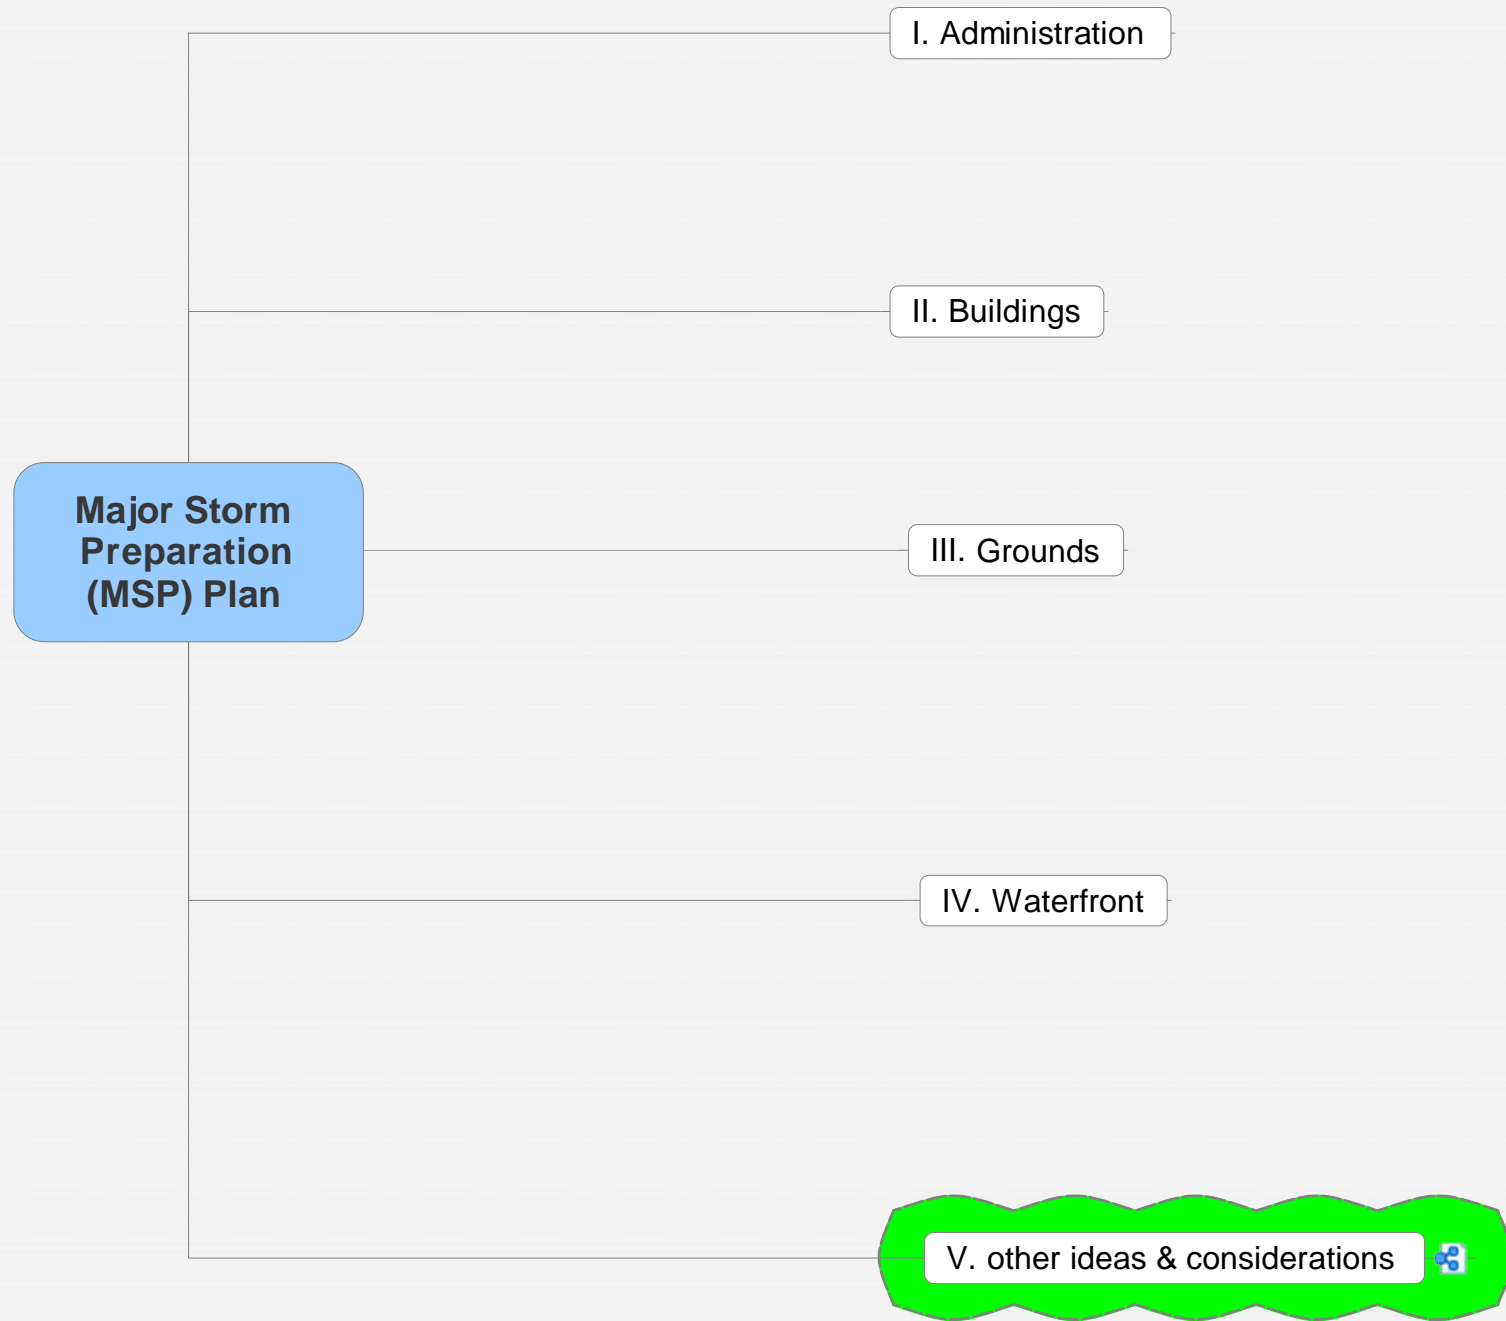 I. Administration
II. Buildings
Major Storm
Preparation
(MSP) Plan
III. Grounds
IV. Waterfront
V. other ideas & considerations